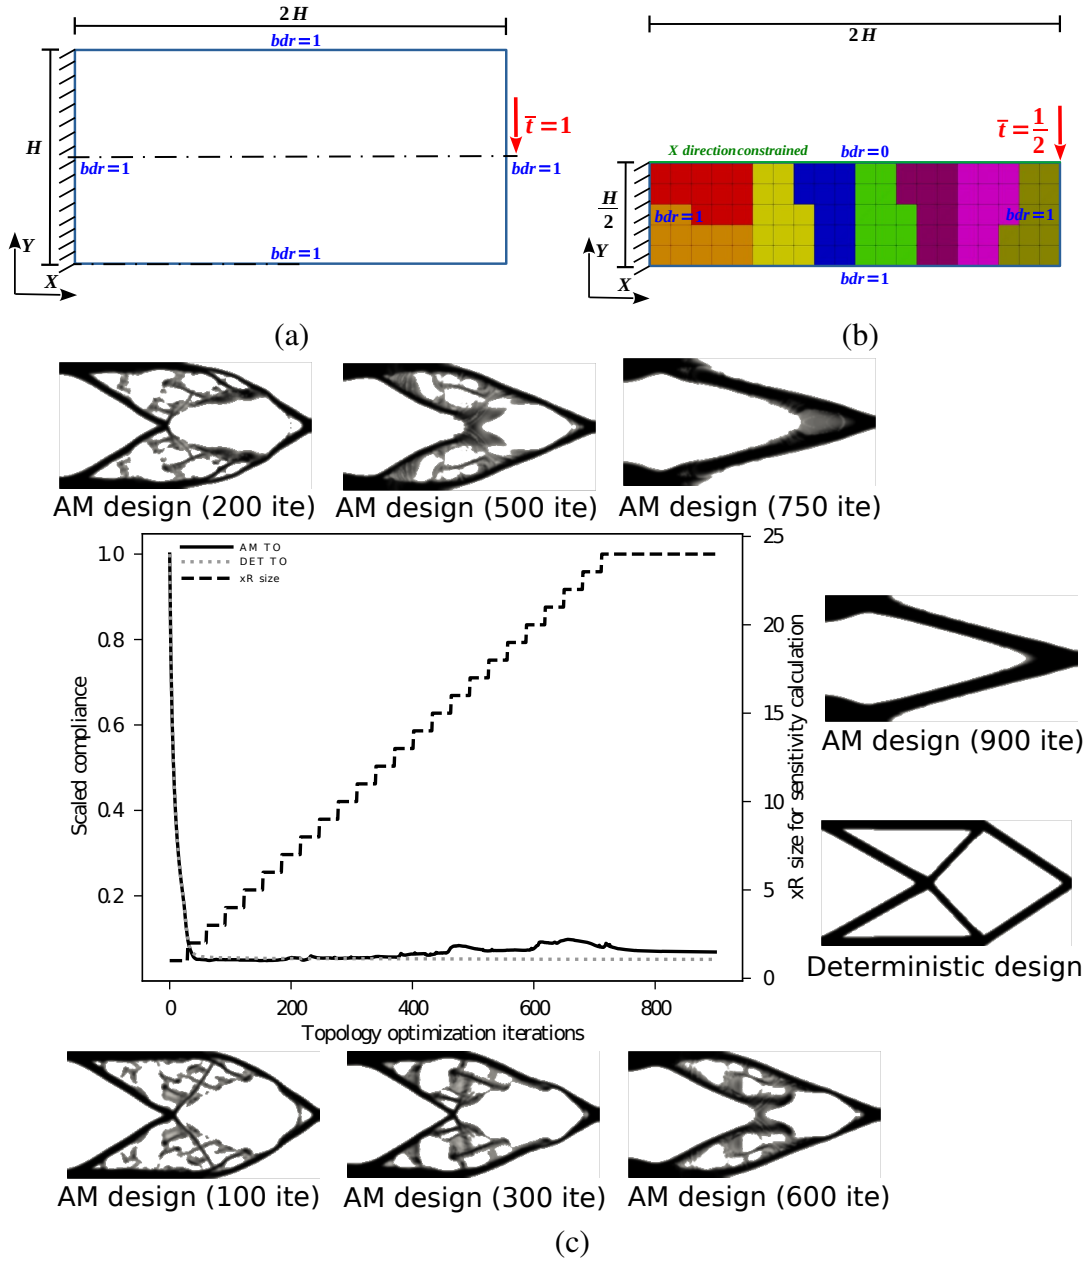 2H
bdr=1
H
t̄=1
bdr=1
bdr=1
bdr=1
Y
X
(a)
2H
t̄=1/2
X direction constrained
bdr=0
H/2
bdr=1
bdr=1
Y
X
bdr=1
(b)
AM design (200 ite)
AM design (500 ite)
AM design (750 ite)
AM TO
DET TO
xR size
1.0
0.8
0.6
0.4
0.2
Scaled compliance
25
20
15
10
5
0
xR size for sensitivity calculation
0
200
400
600
800
Topology optimization iterations
AM design (900 ite)
Deterministic design
AM design (100 ite)
AM design (300 ite)
AM design (600 ite)
(c)